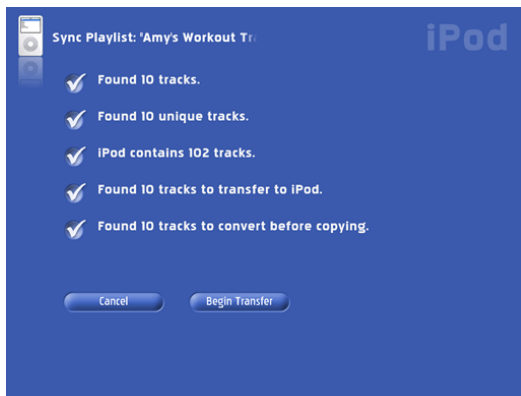 Sync Playlist: 'Amy's Workout
iPod
Found 10 tracks.
Found 10 unique tracks.
iPod contains 102 tracks.
Found 10 tracks to transfer to iPod.
Found 10 tracks to convert before copying.
Cancel
Begin Transfer